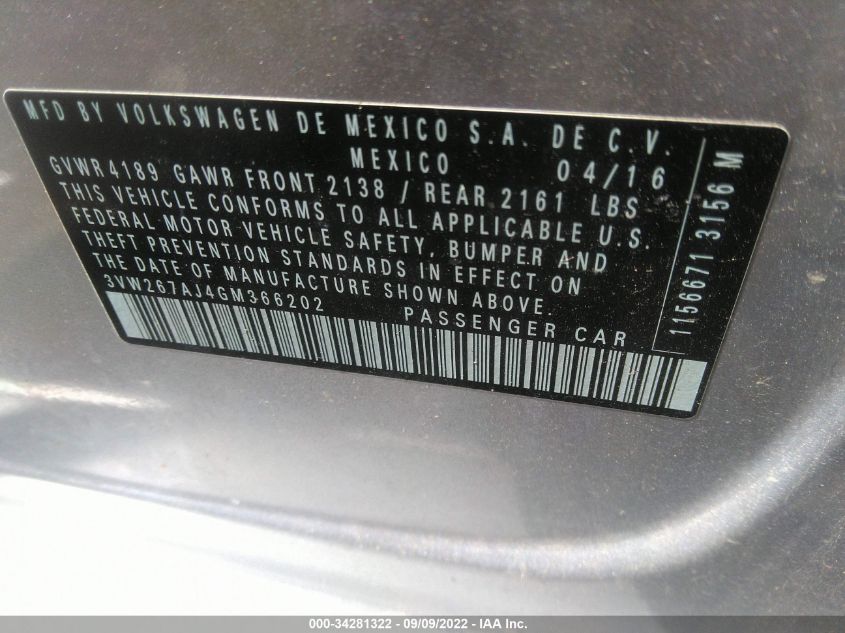 MFD BY VOLKSWAGEN DE MEXICO S.A. DE C.V.
MEXICO 04/16
GVWR4189 GAWR FRONT 2138 / REAR 2161 LBS
THIS VEHICLE CONFORMS TO ALL APPLICABLE U.S.
FEDERAL MOTOR VEHICLE SAFETY, BUMPER AND
THEFT PREVENTION STANDARDS IN EFFECT ON
THE DATE OF MANUFACTURE SHOWN ABOVE.
3VW267AJ4GM366202 PASSENGER CAR
1156671 3156 M
000-34281322 - 09/09/2022 - IAA Inc.